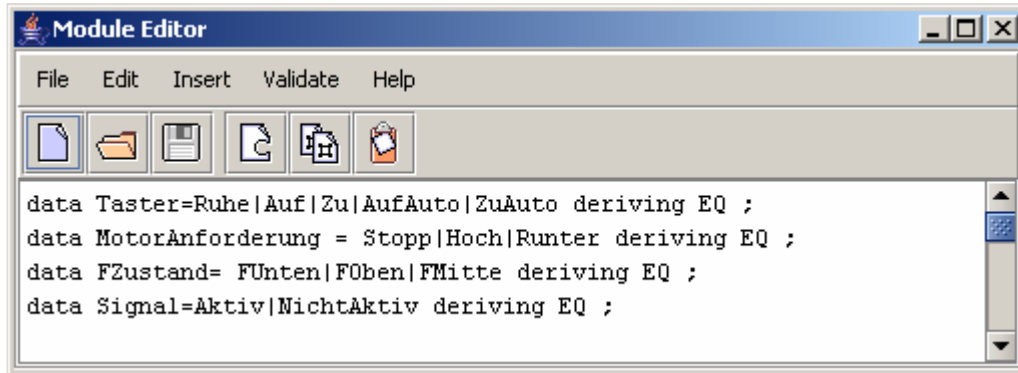 Module Editor
File Edit Insert Validate Help
data Taster=Ruhe|Auf|Zu|AufAuto|ZuAuto deriving EQ ;
data MotorAnforderung = Stopp|Hoch|Runter deriving EQ ;
data FZustand= FUnten|FOben|FMitte deriving EQ ;
data Signal=Aktiv|NichtAktiv deriving EQ ;